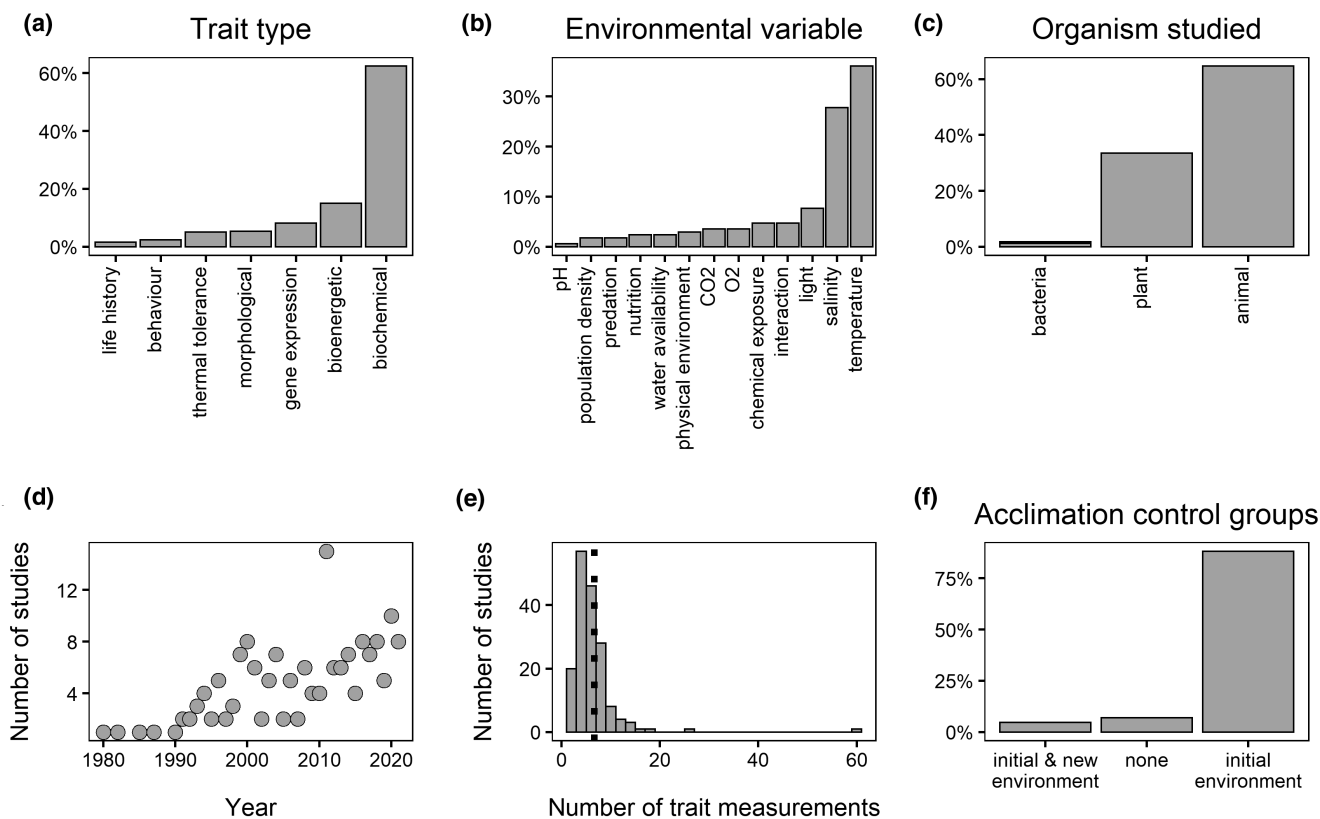 (a)
Trait type
60%
40%
20%
0%
life history
behaviour
thermal tolerance
morphological
gene expression
bioenergetic
biochemical
(b)
Environmental variable
30%
20%
10%
0%
pH
population density
predation
nutrition
water availability
physical environment
CO2
O2
chemical exposure
interaction
light
salinity
temperature
(c)
Organism studied
60%
40%
20%
0%
bacteria
plant
animal
(d)
Number of studies
12
8
4
1980 1990 2000 2010 2020
Year
(e)
Number of studies
40
20
0
0 20 40 60
Number of trait measurements
(f)
Acclimation control groups
75%
50%
25%
0%
initial & new
environment
none
initial
environment